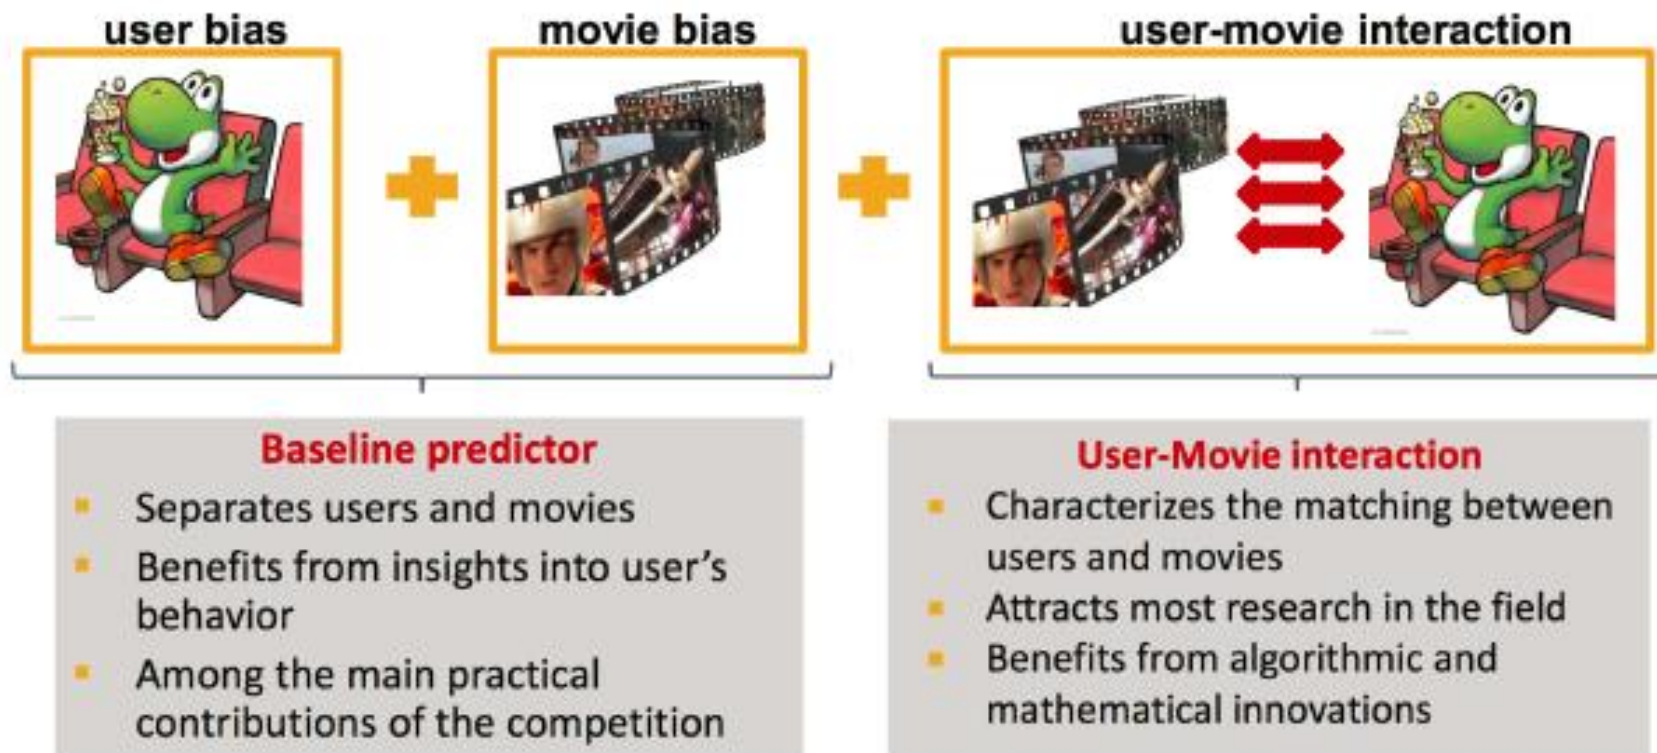 user bias
movie bias
user-movie interaction
Baseline predictor
▪ Separates users and movies
▪ Benefits from insights into user's
behavior
▪ Among the main practical
contributions of the competition
User-Movie interaction
▪ Characterizes the matching between
users and movies
▪ Attracts most research in the field
▪ Benefits from algorithmic and
mathematical innovations